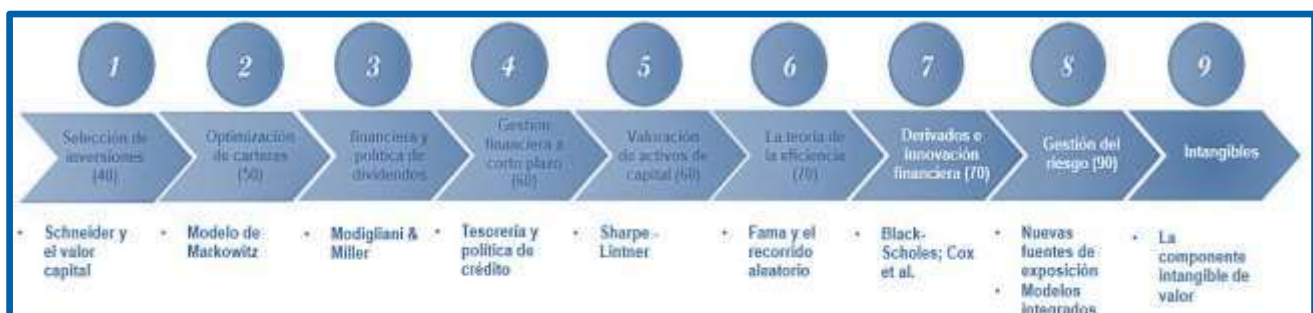 1
2
3
4
5
6
7
8
9
Selección de
inversiones
(40)
Optimización
de carteras
(50)
financiera y
política de
dividendos
Gestión
financiera a
corto plazo
(60)
Valoración
de activos de
capital (60)
La teoría de
la eficiencia
(70)
Derivados e
innovación
financiera (70)
Gestión del
riesgo (90)
Intangibles
• Schneider y
el valor
capital
• Modelo de
Markowitz
• Modigliani &
Miller
• Tesorería y
política de
crédito
• Sharpe -
Lintner
• Fama y el
recorrido
aleatorio
• Black-
Scholes; Cox
et al.
• Nuevas
fuentes de
exposición
• Modelos
integrados
• La
componente
intangible de
valor